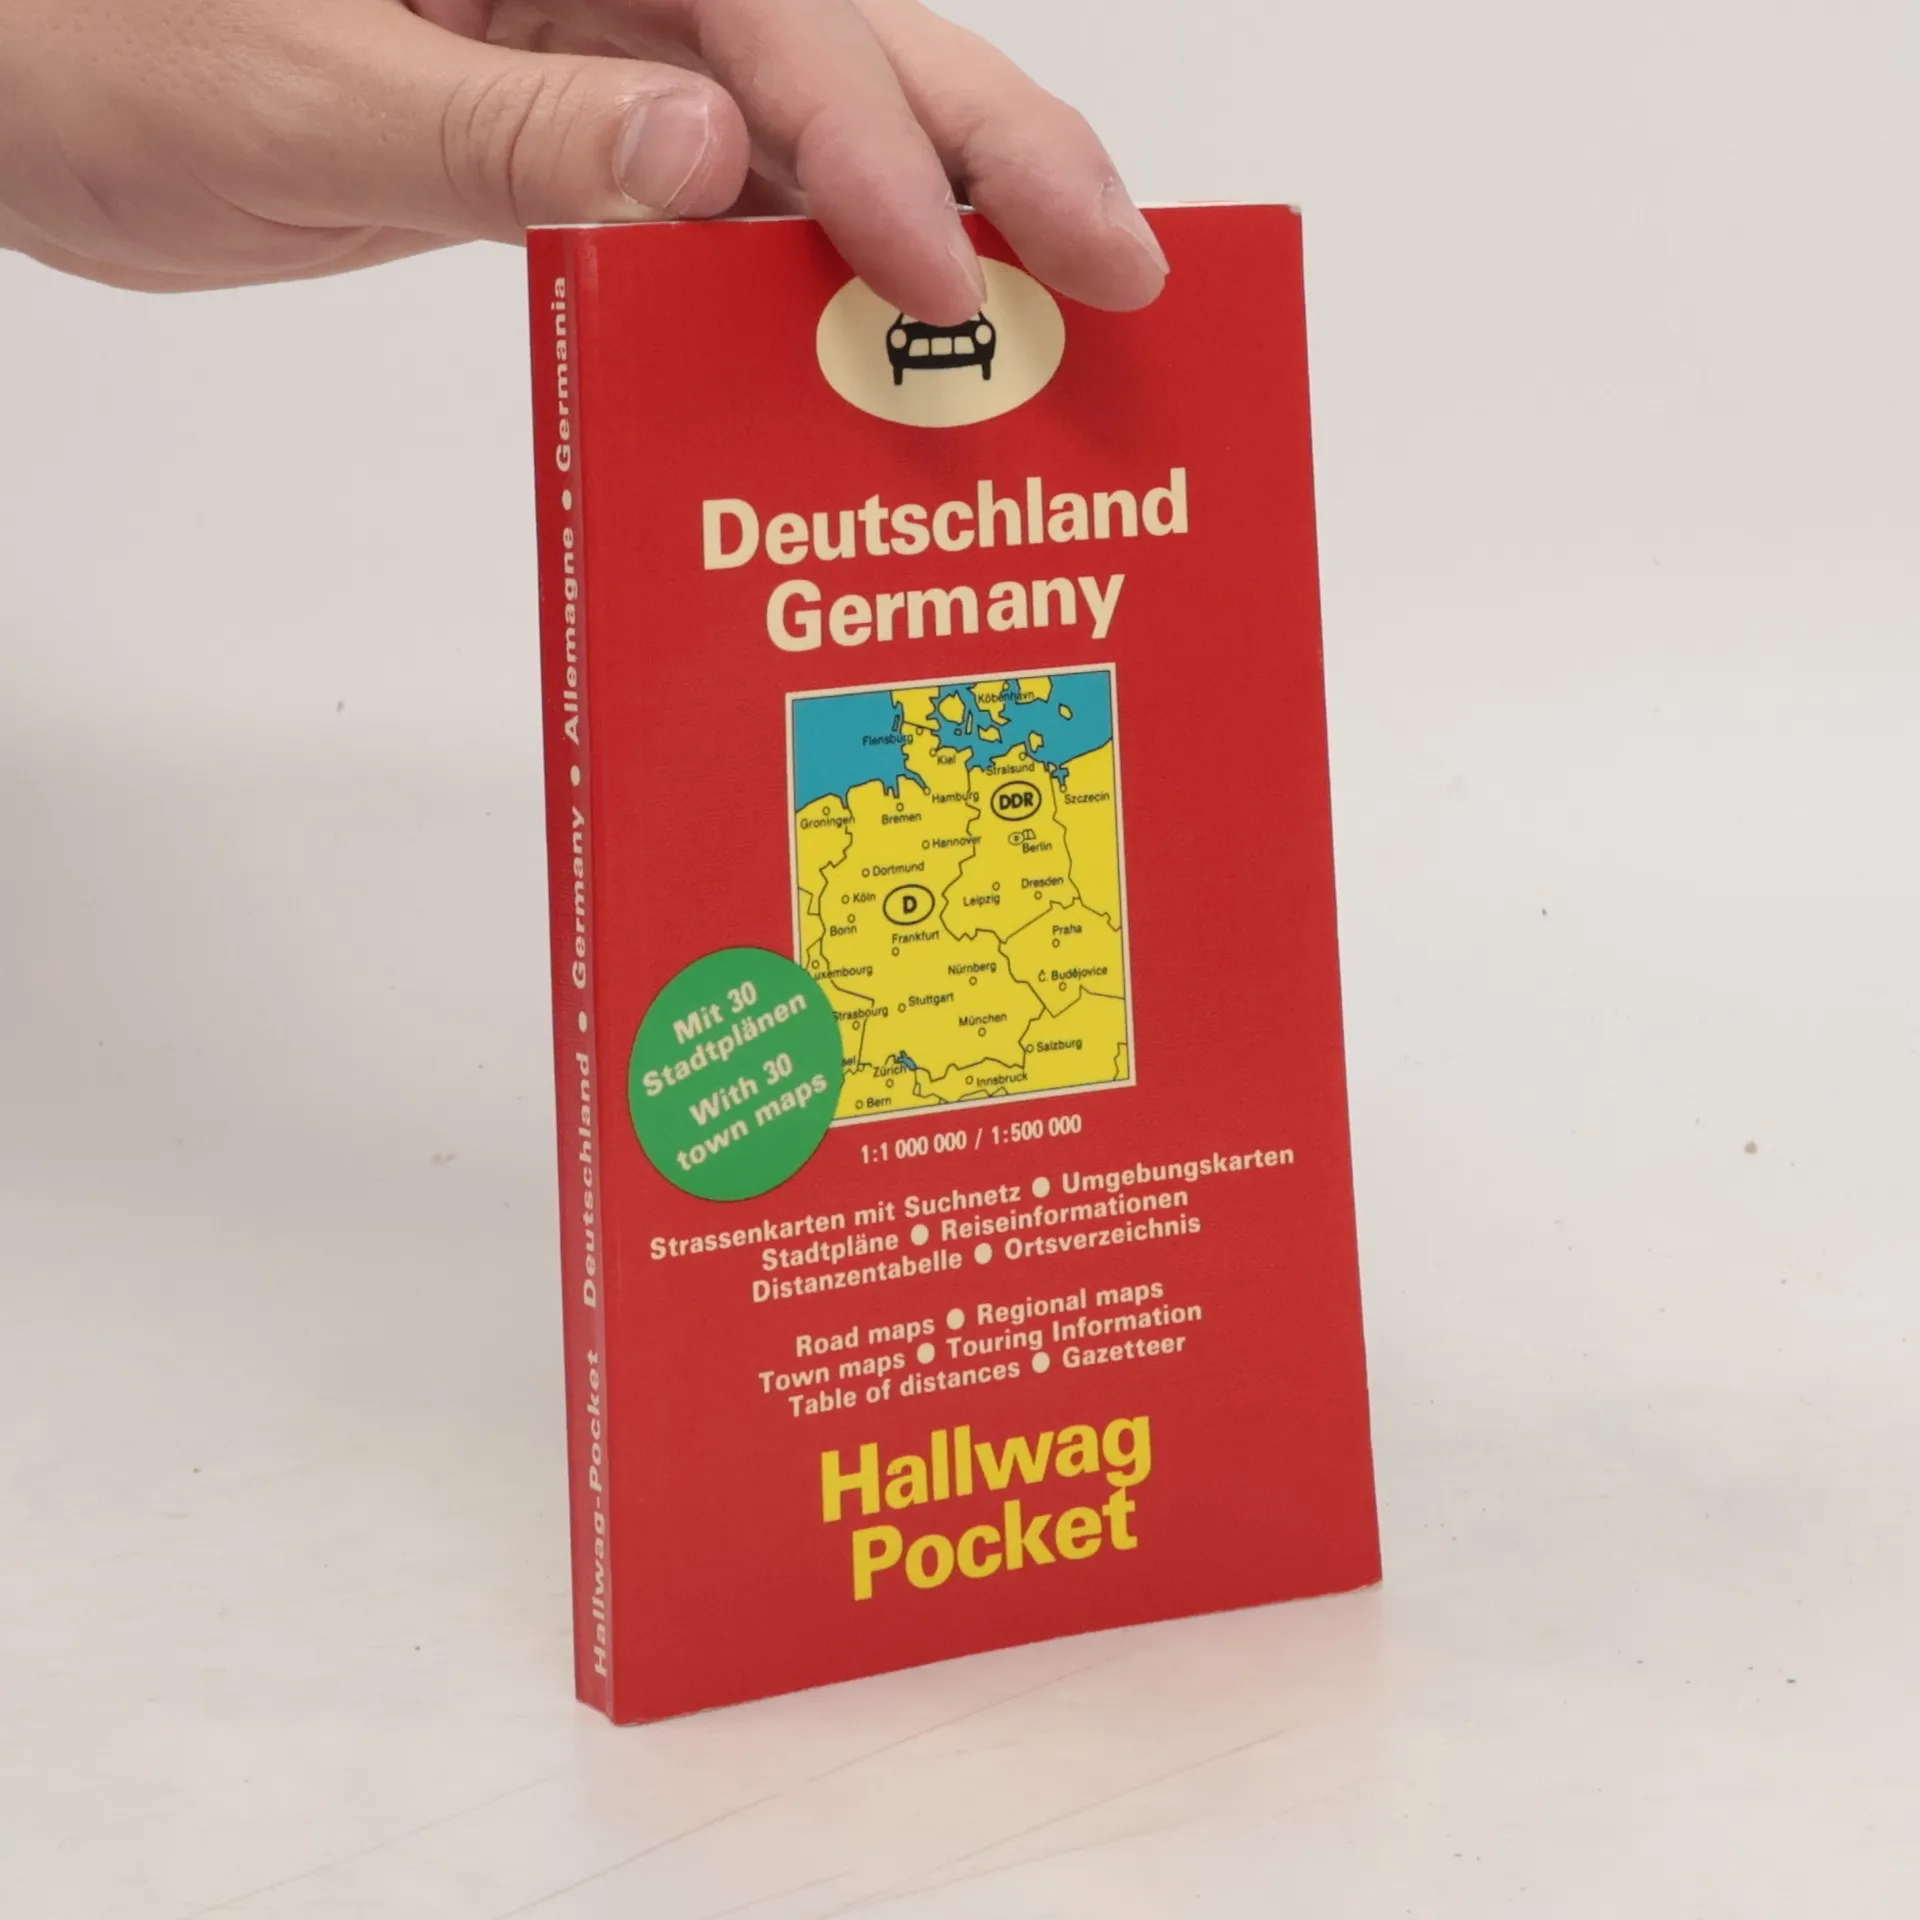 Deutschland
Germany
Köbenhavn
Flensburg
Kiel
Stralsund
DDR
Hamburg
Szczecin
Groningen
Bremen
Hannover
Berlin
Dortmund
Dresden
Köln
D
Leipzig
Bonn
Frankfurt
Praha
uxembourg
Nürnberg
Č. Budějovice
Stuttgart
Strasbourg
München
Salzburg
sel
Zürich
Innsbruck
Bern
Mit 30
Stadtplänen
With 30
town maps
1:1 000 000 / 1:500 000
Strassenkarten mit Suchnetz ● Umgebungskarten
Stadtpläne ● Reiseinformationen
Distanzentabelle ● Ortsverzeichnis
Road maps ● Regional maps
Town maps ● Touring Information
Table of distances ● Gazetteer
Hallwag
Pocket
Hallwag-Pocket Deutschland ● Germany ● Allemagne ● Germania